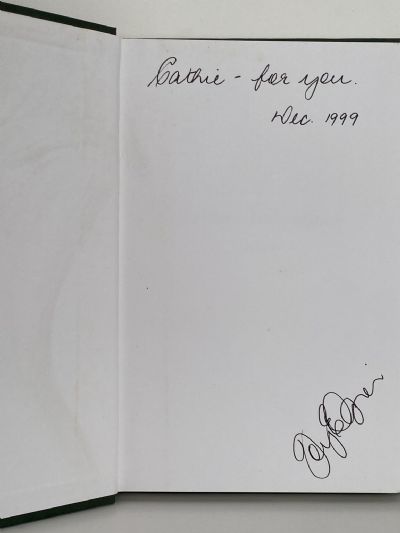 Cathie - for you.
Dec. 1999